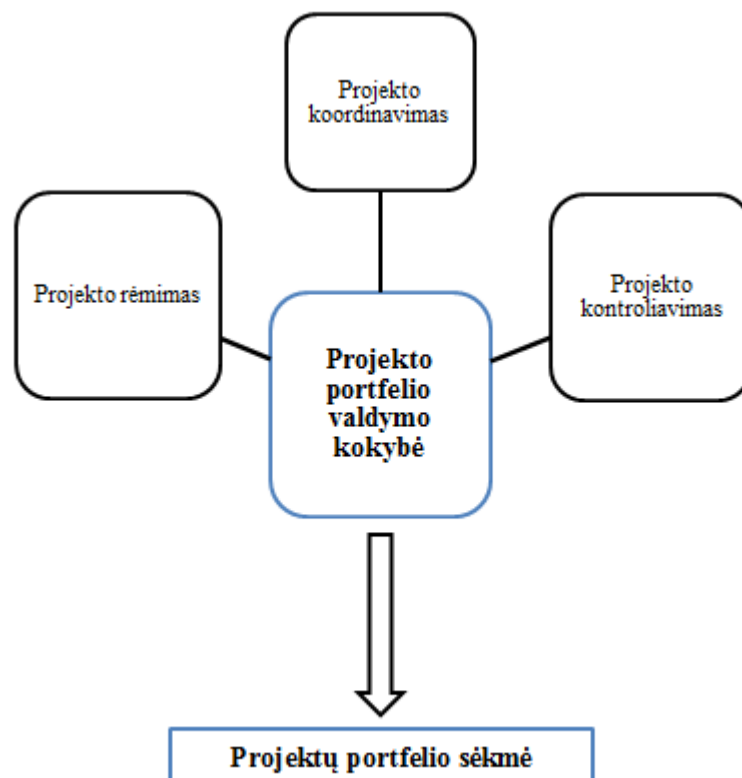 Projekto
koordinavimas
Projekto rėmimas
Projekto
kontroliavimas
Projekto
portfelio
valdymo
kokybė
Projektų portfelio sėkmė